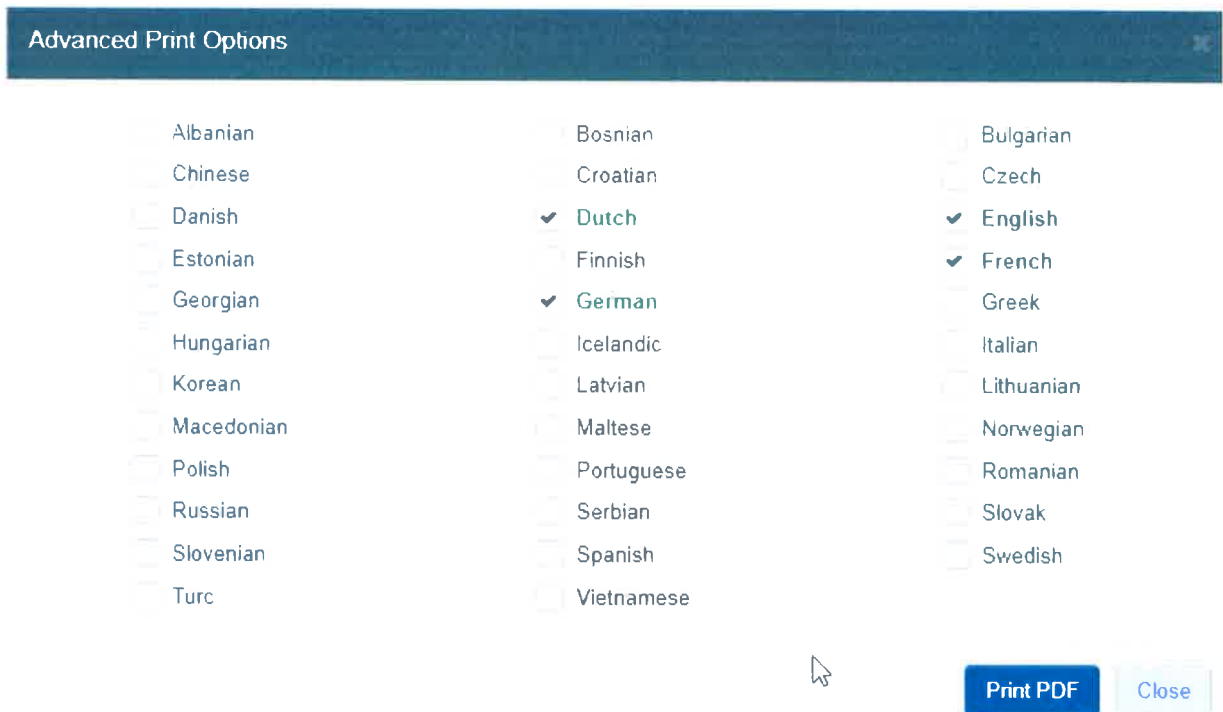 Advanced Print Options
Albanian Bosnian Bulgarian
Chinese Croatian Czech
Danish Dutch English
Estonian Finnish French
Georgian German Greek
Hungarian Icelandic Italian
Korean Latvian Lithuanian
Macedonian Maltese Norwegian
Polish Portuguese Romanian
Russian Serbian Slovak
Slovenian Spanish Swedish
Turc Vietnamese
Print PDF Close